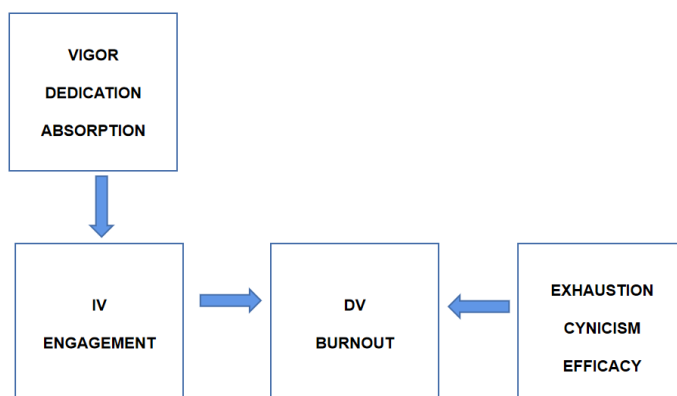 VIGOR
DEDICATION
ABSORPTION
IV
ENGAGEMENT
DV
BURNOUT
EXHAUSTION
CYNICISM
EFFICACY